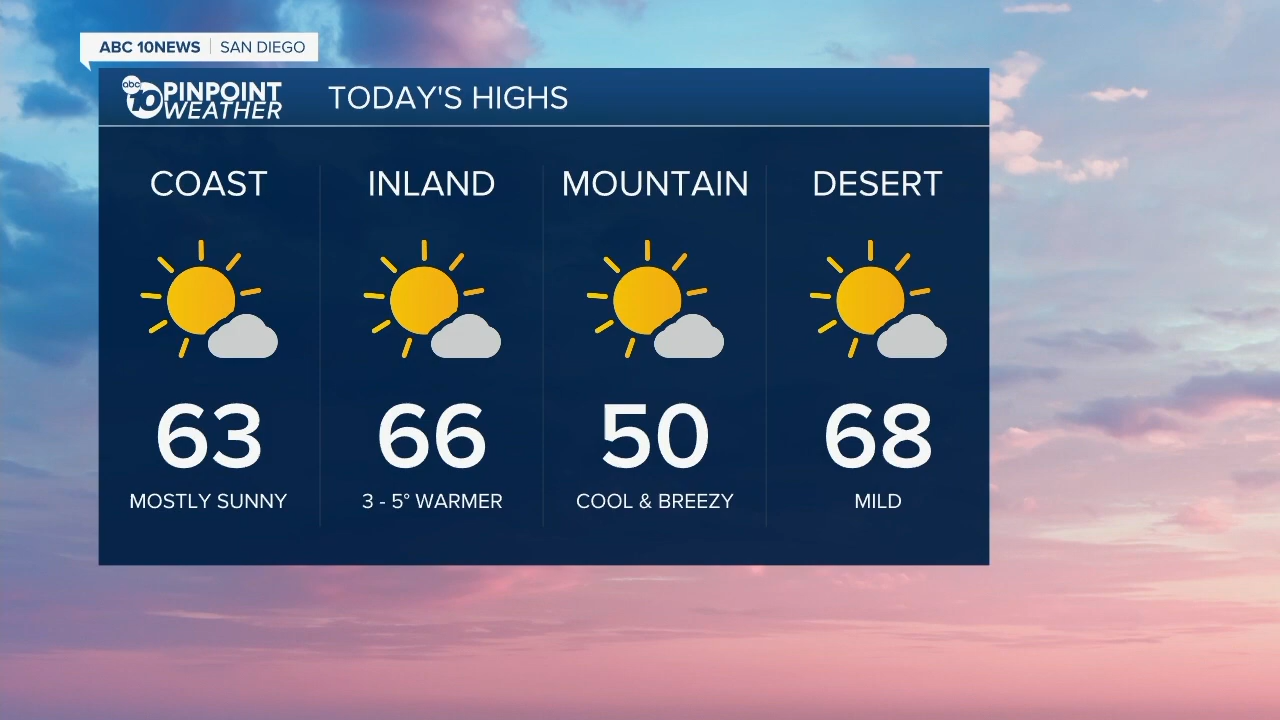 ABC 10NEWS | SAN DIEGO
abc 10 PINPOINT WEATHER
TODAY'S HIGHS
COAST
INLAND
MOUNTAIN
DESERT
63
66
50
68
MOSTLY SUNNY
3 - 5° WARMER
COOL & BREEZY
MILD